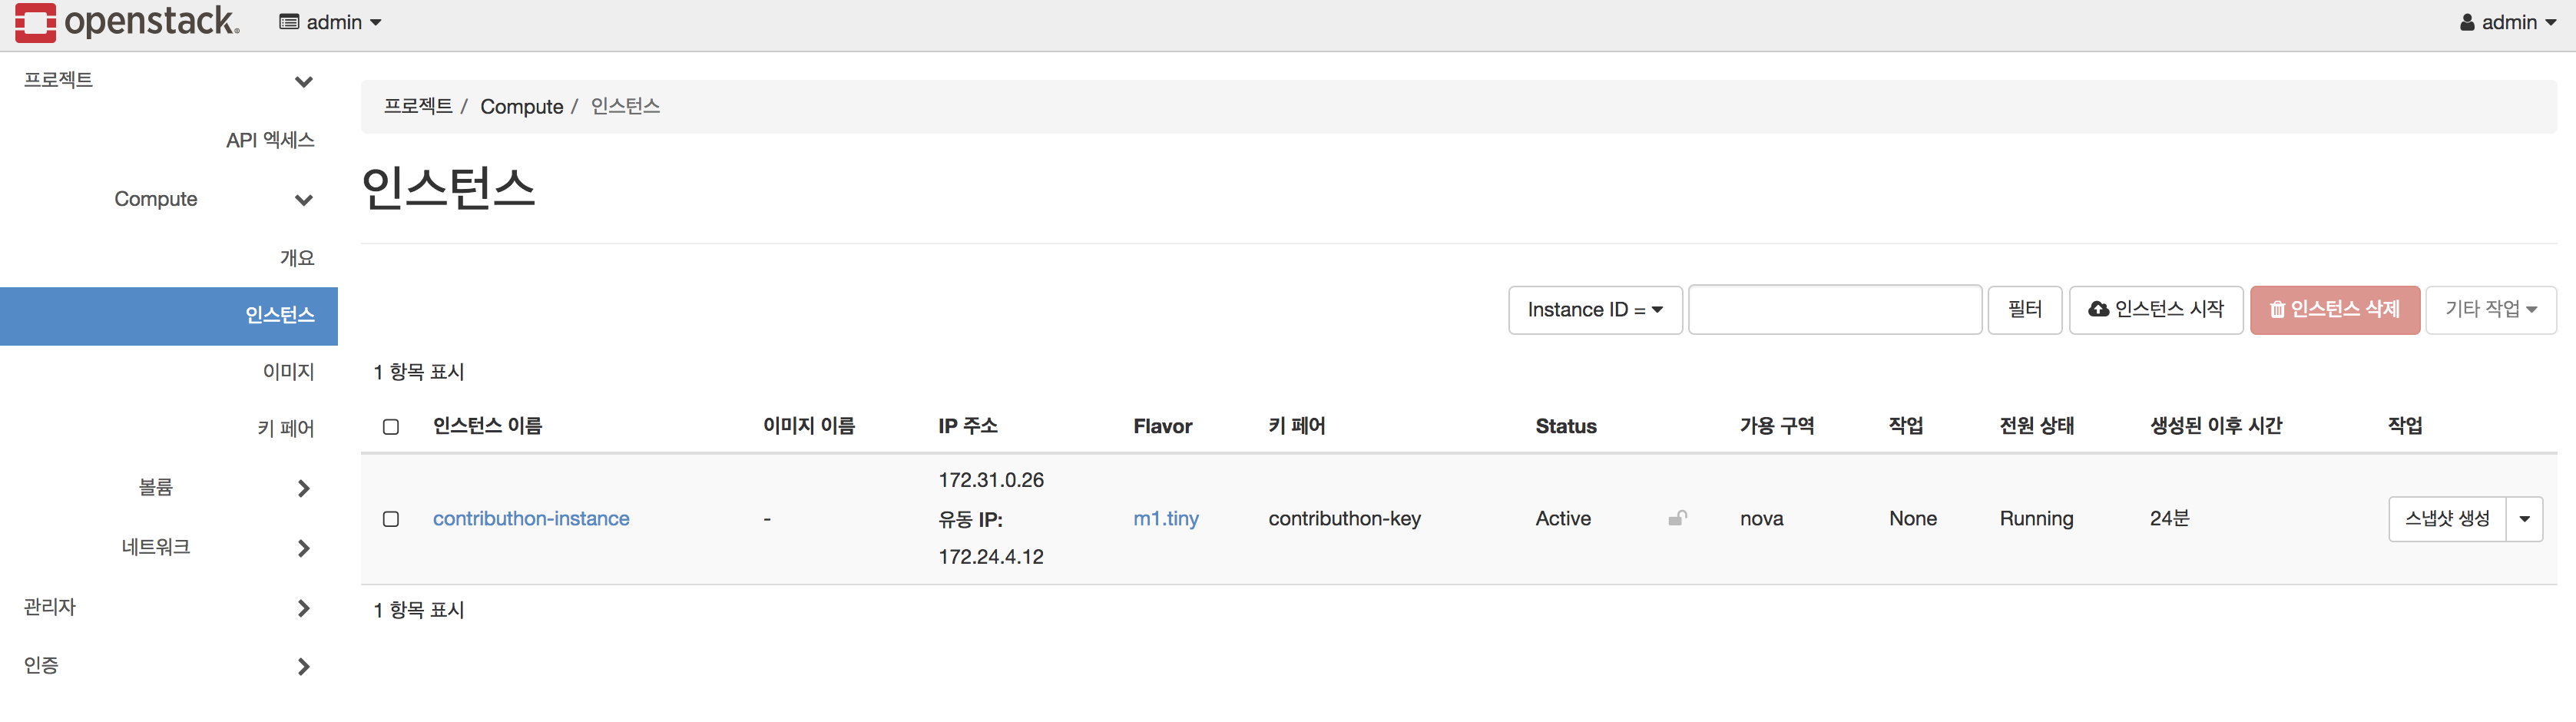 openstack.
admin
admin
프로젝트
API 엑세스
Compute
개요
인스턴스
이미지
키 페어
볼륨
네트워크
관리자
인증
프로젝트 / Compute / 인스턴스
인스턴스
Instance ID = 필터 인스턴스 시작 인스턴스 삭제 기타 작업
1 항목 표시
인스턴스 이름 이미지 이름 IP 주소 Flavor 키 페어 Status 가용 구역 작업 전원 상태 생성된 이후 시간 작업
172.31.0.26
유동 IP:
172.24.4.12
contributhon-instance - m1.tiny contributhon-key Active nova None Running 24분 스냅샷 생성
1 항목 표시